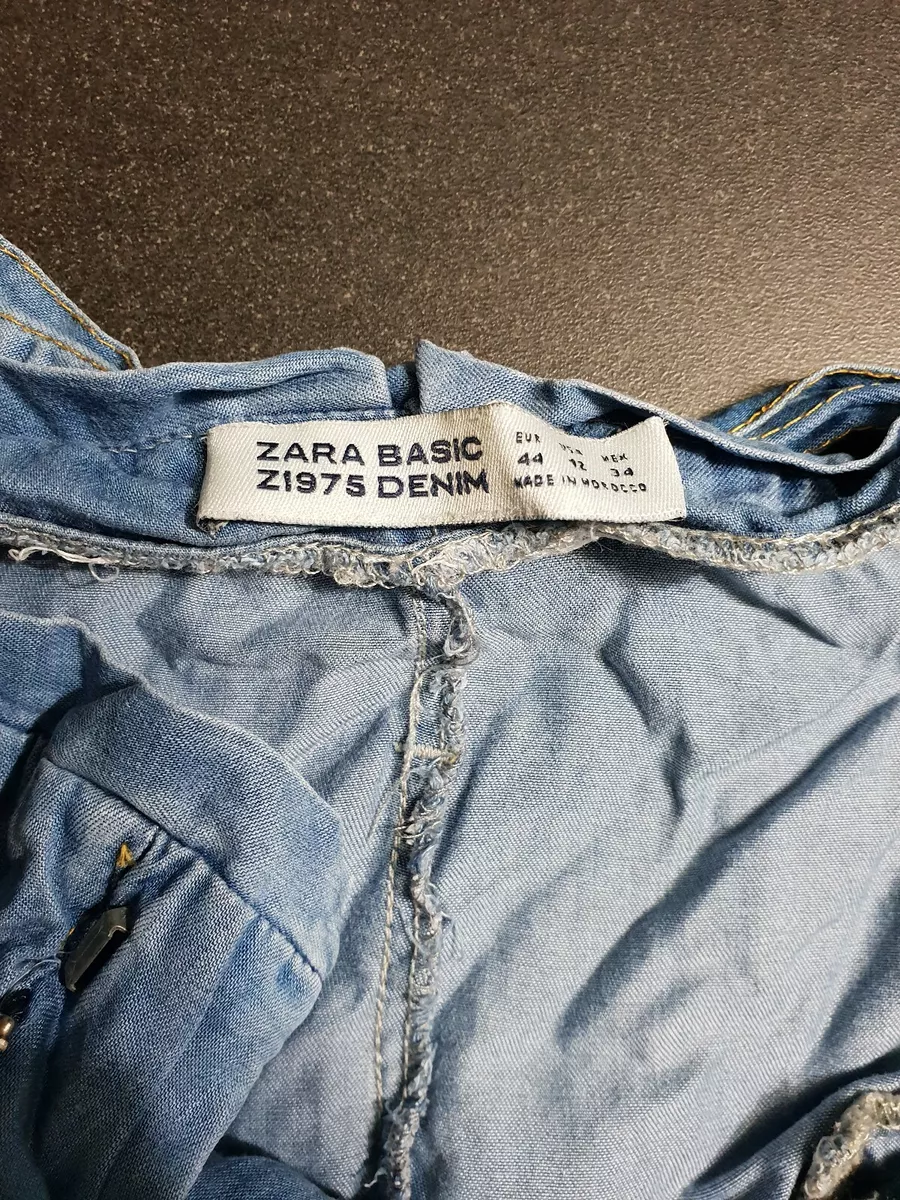 ZARA BASIC
Z1975 DENIM
EUR USA MEX
44 12 34
MADE IN MOROCCO